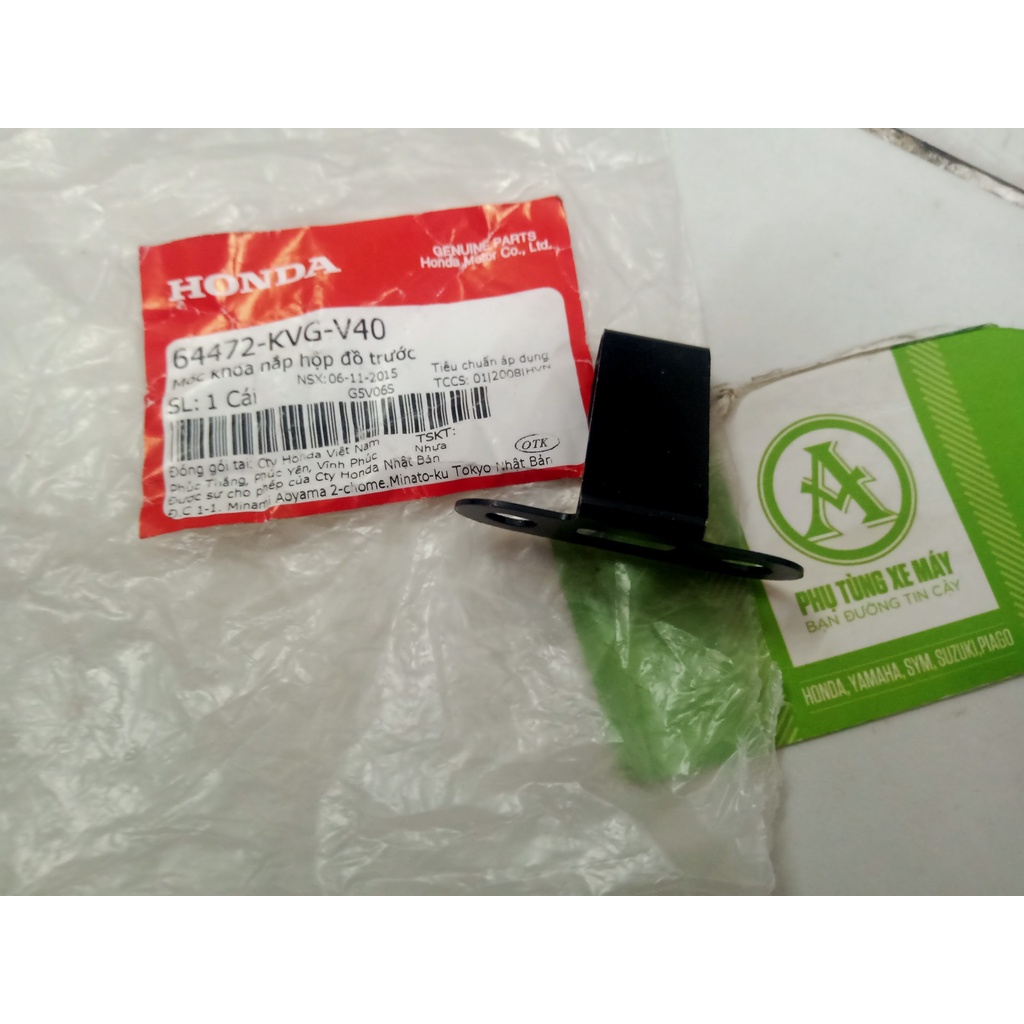 HONDA
GENUINE PARTS
Honda Motor Co., Ltd.
64472-KVG-V40
Móc khóa nắp hộp đồ trước
NSX: 06-11-2015
Tiêu chuẩn áp dụng
SL: 1 Cái
G5V06S
TCCS: 01|2008|HVN
TSKT:
Nhựa
OTK
Đóng gói tại: Cty Honda Việt Nam
Phúc Thắng, Phúc Yên, Vĩnh Phúc
Được sự cho phép của Cty Honda Nhật Bản
Đ.C 1-1, Minami Aoyama 2-chome, Minato-ku Tokyo Nhật Bản
A
PHỤ TÙNG XE MÁY
BẠN ĐƯỜNG TIN CẬY
HONDA, YAMAHA, SYM, SUZUKI,PIAGO